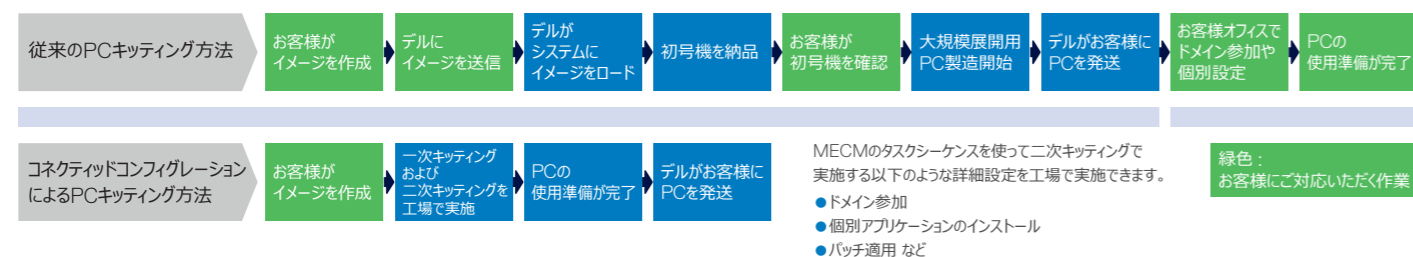 従来のPCキッティング方法
お客様が
イメージを作成
デルに
イメージを送信
デルが
システムに
イメージをロード
初号機を納品
お客様が
初号機を確認
大規模展開用
PC製造開始
デルがお客様に
PCを発送
お客様オフィスで
ドメイン参加や
個別設定
PCの
使用準備が完了
コネクティッドコンフィグレーション
によるPCキッティング方法
お客様が
イメージを作成
一次キッティング
および
二次キッティングを
工場で実施
PCの
使用準備が完了
デルがお客様に
PCを発送
MECMのタスクシーケンスを使って二次キッティングで
実施する以下のような詳細設定を工場で実施できます。
●ドメイン参加
●個別アプリケーションのインストール
●パッチ適用 など
緑色：
お客様にご対応いただく作業